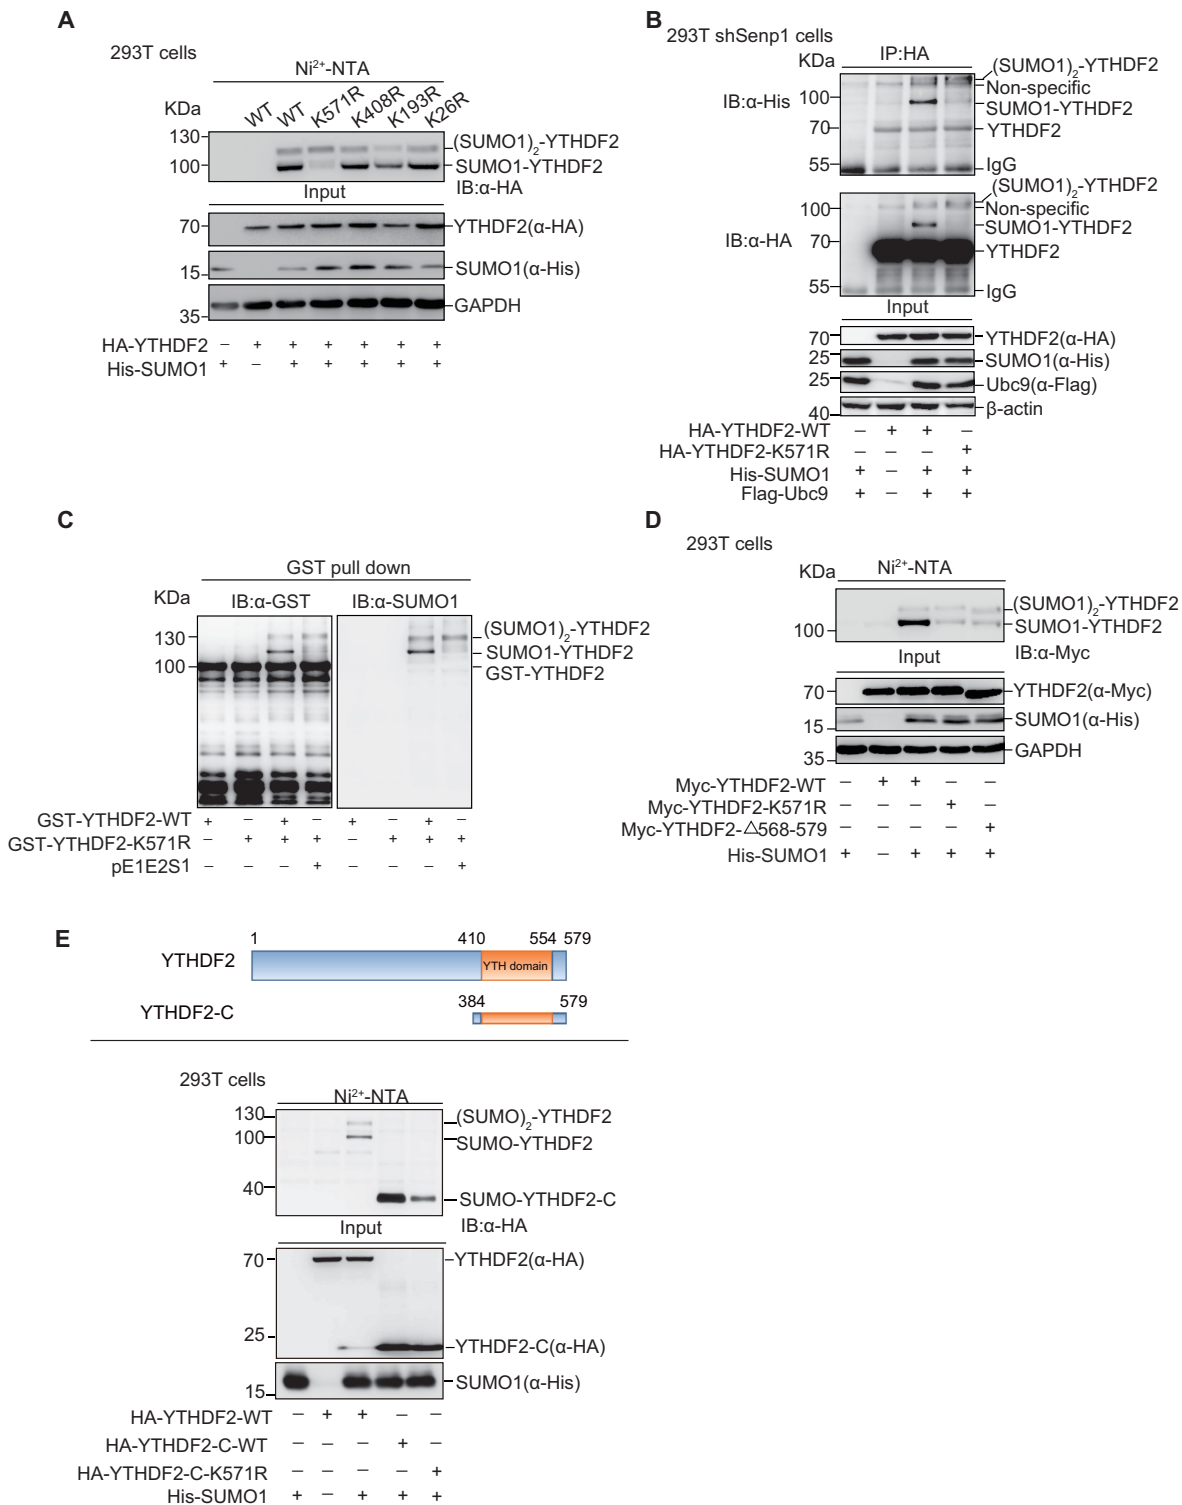 A
293T cells
Ni²⁺-NTA
KDa
WT WT K571R K408R K193R K26R
130
100
(SUMO1)₂-YTHDF2
SUMO1-YTHDF2
IB:α-HA
Input
70 YTHDF2(α-HA)
15 SUMO1(α-His)
35 GAPDH
HA-YTHDF2 – + + + + + +
His-SUMO1 + – + + + + +
B
293T shSenp1 cells
KDa
IP:HA
IB:α-His
100
70
55
(SUMO1)₂-YTHDF2
Non-specific
SUMO1-YTHDF2
YTHDF2
IgG
IB:α-HA
100
70
55
(SUMO1)₂-YTHDF2
Non-specific
SUMO1-YTHDF2
YTHDF2
IgG
Input
70 YTHDF2(α-HA)
25 SUMO1(α-His)
25 Ubc9(α-Flag)
40 β-actin
HA-YTHDF2-WT – + + –
HA-YTHDF2-K571R – – – +
His-SUMO1 + – + +
Flag-Ubc9 + – + +
C
GST pull down
KDa
IB:α-GST IB:α-SUMO1
130
100
(SUMO1)₂-YTHDF2
SUMO1-YTHDF2
GST-YTHDF2
GST-YTHDF2-WT + – + – + – + –
GST-YTHDF2-K571R – + + + – + + +
pE1E2S1 – – – + – – – +
D
293T cells
KDa
Ni²⁺-NTA
100
(SUMO1)₂-YTHDF2
SUMO1-YTHDF2
IB:α-Myc
Input
70 YTHDF2(α-Myc)
15 SUMO1(α-His)
35 GAPDH
Myc-YTHDF2-WT – + + – –
Myc-YTHDF2-K571R – – – + –
Myc-YTHDF2-△568-579 – – – – +
His-SUMO1 + – + + +
E
1 410 554 579
YTHDF2 YTH domain
384 579
YTHDF2-C
293T cells
Ni²⁺-NTA
130
100
40
(SUMO)₂-YTHDF2
SUMO-YTHDF2
SUMO-YTHDF2-C
IB:α-HA
Input
70 YTHDF2(α-HA)
25 YTHDF2-C(α-HA)
15 SUMO1(α-His)
HA-YTHDF2-WT – + + – –
HA-YTHDF2-C-WT – – – + –
HA-YTHDF2-C-K571R – – – – +
His-SUMO1 + – + + +